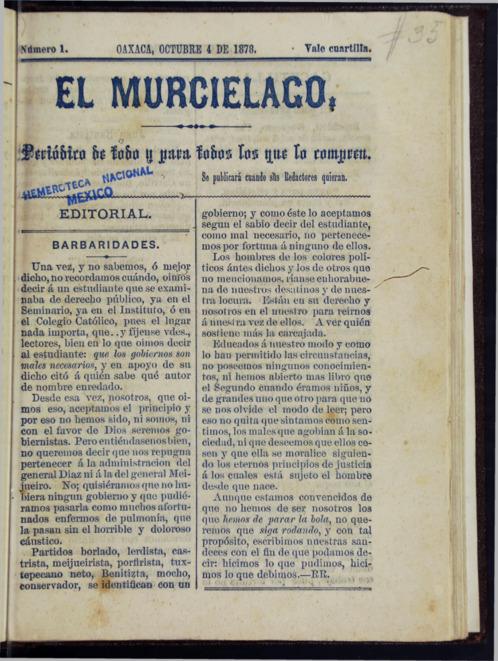 # 35
Número 1. OAXACA, OCTUBRE 4 DE 1878. Vale cuartilla.
EL MURCIELAGO,
Periódico de todo y para todos los que lo compren.
Se publicará cuando sus Redactores quieran.
HEMEROTECA NACIONAL
MEXICO
EDITORIAL.
BARBARIDADES.
Una vez, y no sabemos, ó mejor
dicho, no recordamos cuándo, oimos
decir á un estudiante que se exami-
naba de derecho público, ya en el
Seminario, ya en el Instituto, ó en
el Colegio Católico, pues el lugar
nada importa, que.. y fíjense vdes.,
lectores, bien en lo que oimos decir
al estudiante: que los gobiernos son
males necesarios, y en apoyo de su
dicho citó á quién sabe qué autor
de nombre enredado.
Desde esa vez, nosotros, que oi-
mos eso, aceptamos el principio y
por eso no hemos sido, ni somos, ni
con el favor de Dios seremos go-
biernistas. Pero entiéndasenos bien,
no queremos decir que nos repugna
pertenecer á la administracion del
general Diaz ni á la del general Mei-
jueiro. No; quisiéramos que no hu-
biera ningun gobierno y que pudié-
ramos pasarla como muchos afortu-
nados enfermos de pulmonía, que
la pasan sin el horrible y doloroso
cáustico.
Partidos borlado, lerdista, cas-
trista, meijueirista, porfirista, tux-
tepecano neto, Benitizta, mocho,
conservador, se identifican con un
gobierno; y como éste lo aceptamos
segun el sabio decir del estudiante,
como mal necesario, no pertenece-
mos por fortuna á ninguno de ellos.
Los hombres de los colores polí-
ticos ántes dichos y los de otros que
no mencionamos, rianse enhorabue-
na de nuestros desatinos y de nues-
tra locura. Están en su derecho y
nosotros en el nuestro para reirnos
á nuestra vez de ellos. A ver quién
sostiene más la carcajada.
Educados á nuestro modo y como
lo han permitido las circunstancias,
no poseemos ningunos conocimien-
tos, ni hemos abierto mas libro que
el Segundo cuando éramos niños, y
de grandes uno que otro para que no
se nos olvide el modo de leer; pero
eso no quita que sintamos como sen-
timos, los males que agobian á la so-
ciedad, ni que deseemos que ellos ce-
sen y que ella se moralice siguien-
do los eternos principios de justicia
á los cuales está sujeto el hombre
desde que nace.
Aunque estamos convencidos de
que no hemos de ser nosotros los
que hemos de parar la bola, no que-
remos que siga rodando, y con tal
propósito, escribimos nuestras san-
deces con el fin de que podamos de-
cir: hicimos lo que pudimos, hici-
mos lo que debimos.—RR.